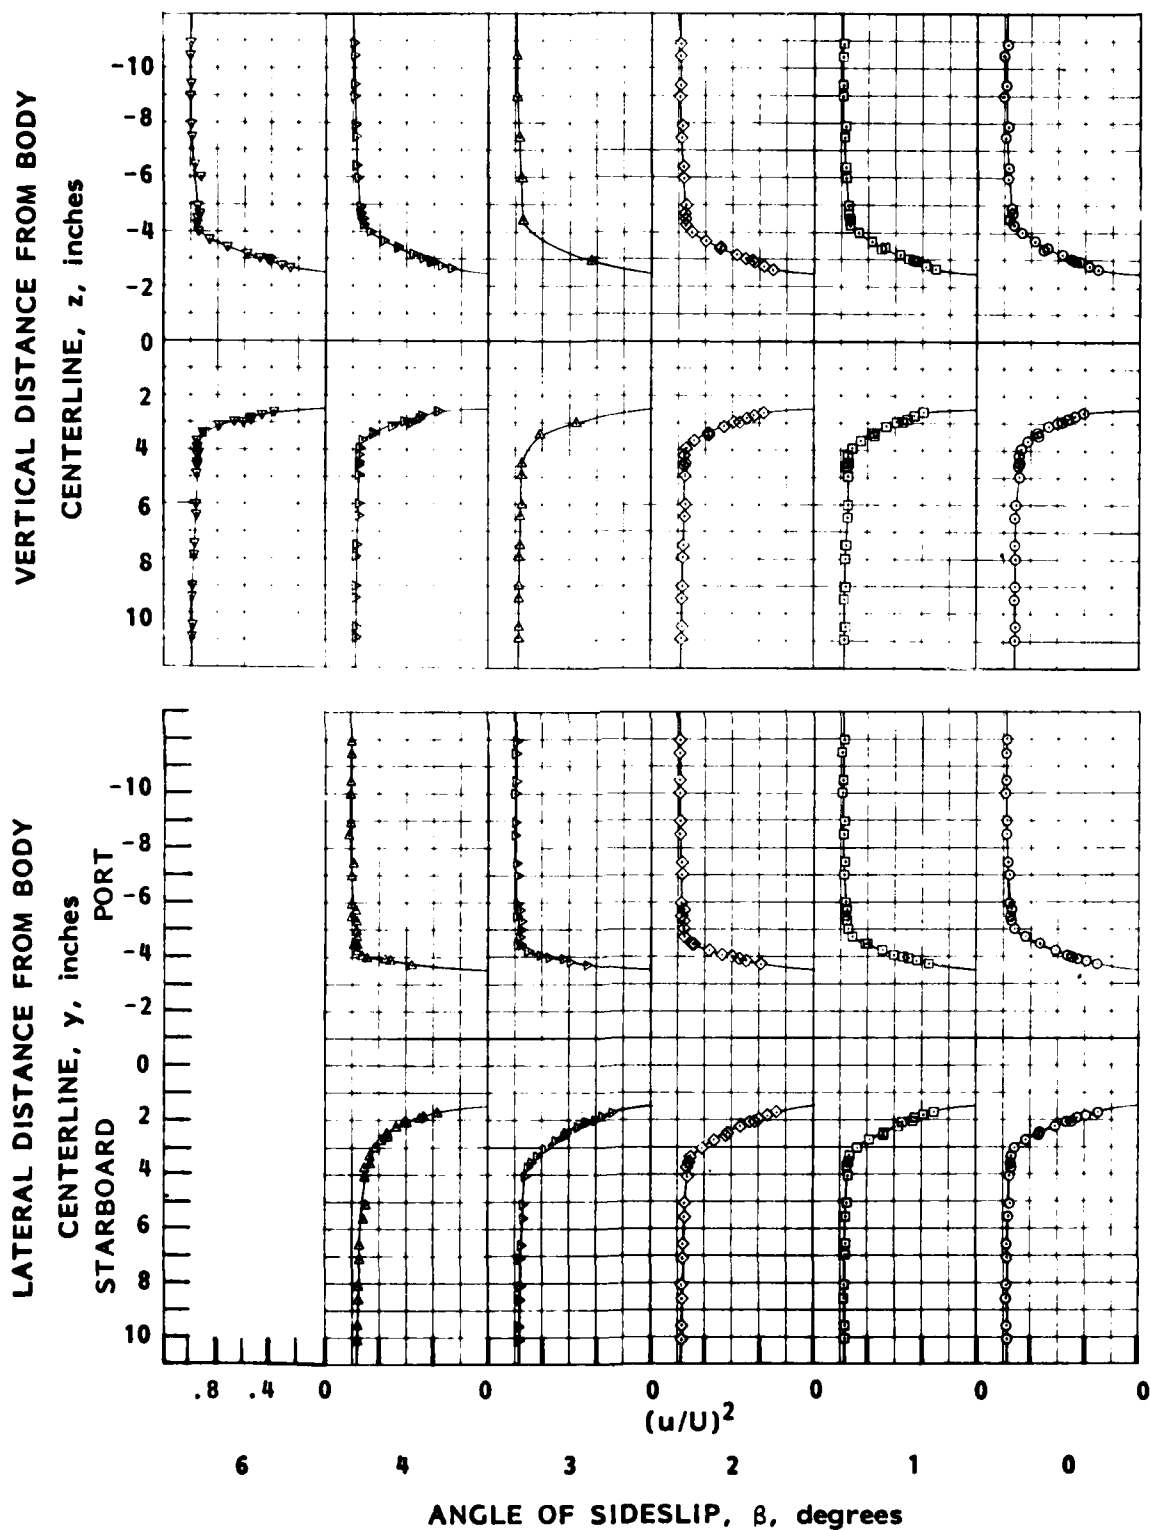 VERTICAL DISTANCE FROM BODY
CENTERLINE, z, inches
-10
-8
-6
-4
-2
0
2
4
6
8
10
LATERAL DISTANCE FROM BODY
CENTERLINE, y, inches
STARBOARD PORT
-10
-8
-6
-4
-2
0
2
4
6
8
10
.8 .4 0 0 0 0 0 0
(u/U)²
6 4 3 2 1 0
ANGLE OF SIDESLIP, β, degrees